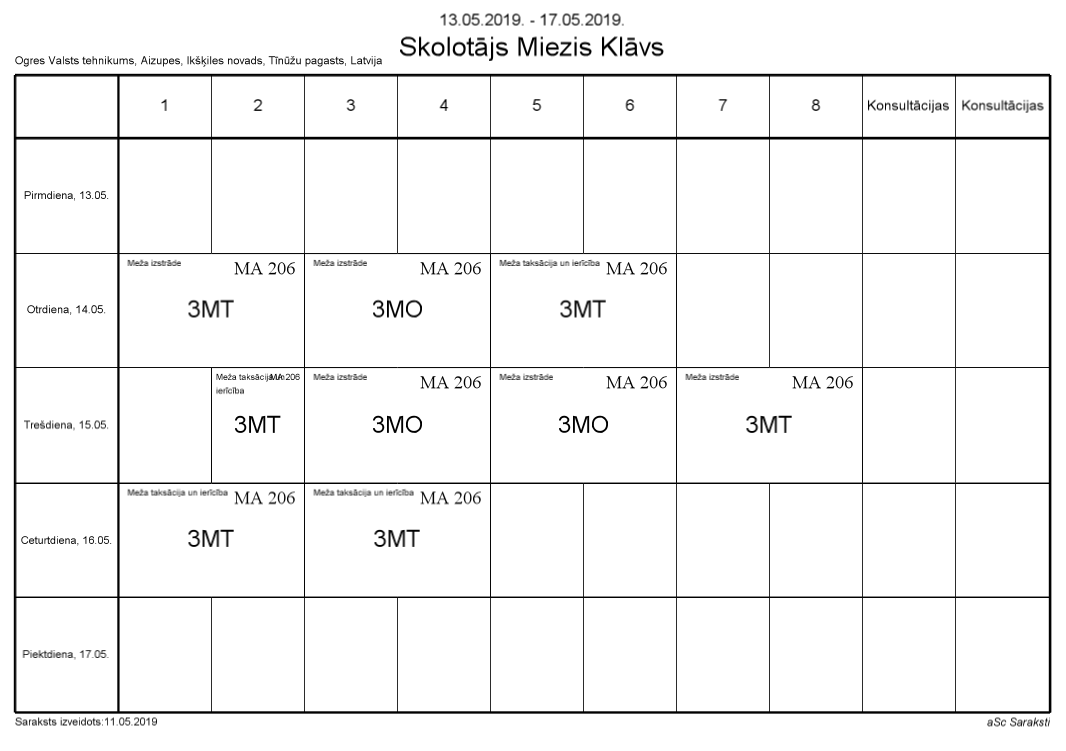 13.05.2019. - 17.05.2019.
Skolotājs Miezis Klāvs
Ogres Valsts tehnikums, Aizupes, Ikšķiles novads, Tīnūžu pagasts, Latvija
1 2 3 4 5 6 7 8 Konsultācijas Konsultācijas
Pirmdiena, 13.05.
Otrdiena, 14.05.
Meža izstrāde MA 206
3MT
Meža izstrāde MA 206
3MO
Meža taksācija un ierīcība MA 206
3MT
Trešdiena, 15.05.
Meža taksācija un MA 206
ierīcība
3MT
Meža izstrāde MA 206
3MO
Meža izstrāde MA 206
3MO
Meža izstrāde MA 206
3MT
Ceturtdiena, 16.05.
Meža taksācija un ierīcība MA 206
3MT
Meža taksācija un ierīcība MA 206
3MT
Piektdiena, 17.05.
Saraksts izveidots:11.05.2019
aSc Saraksti